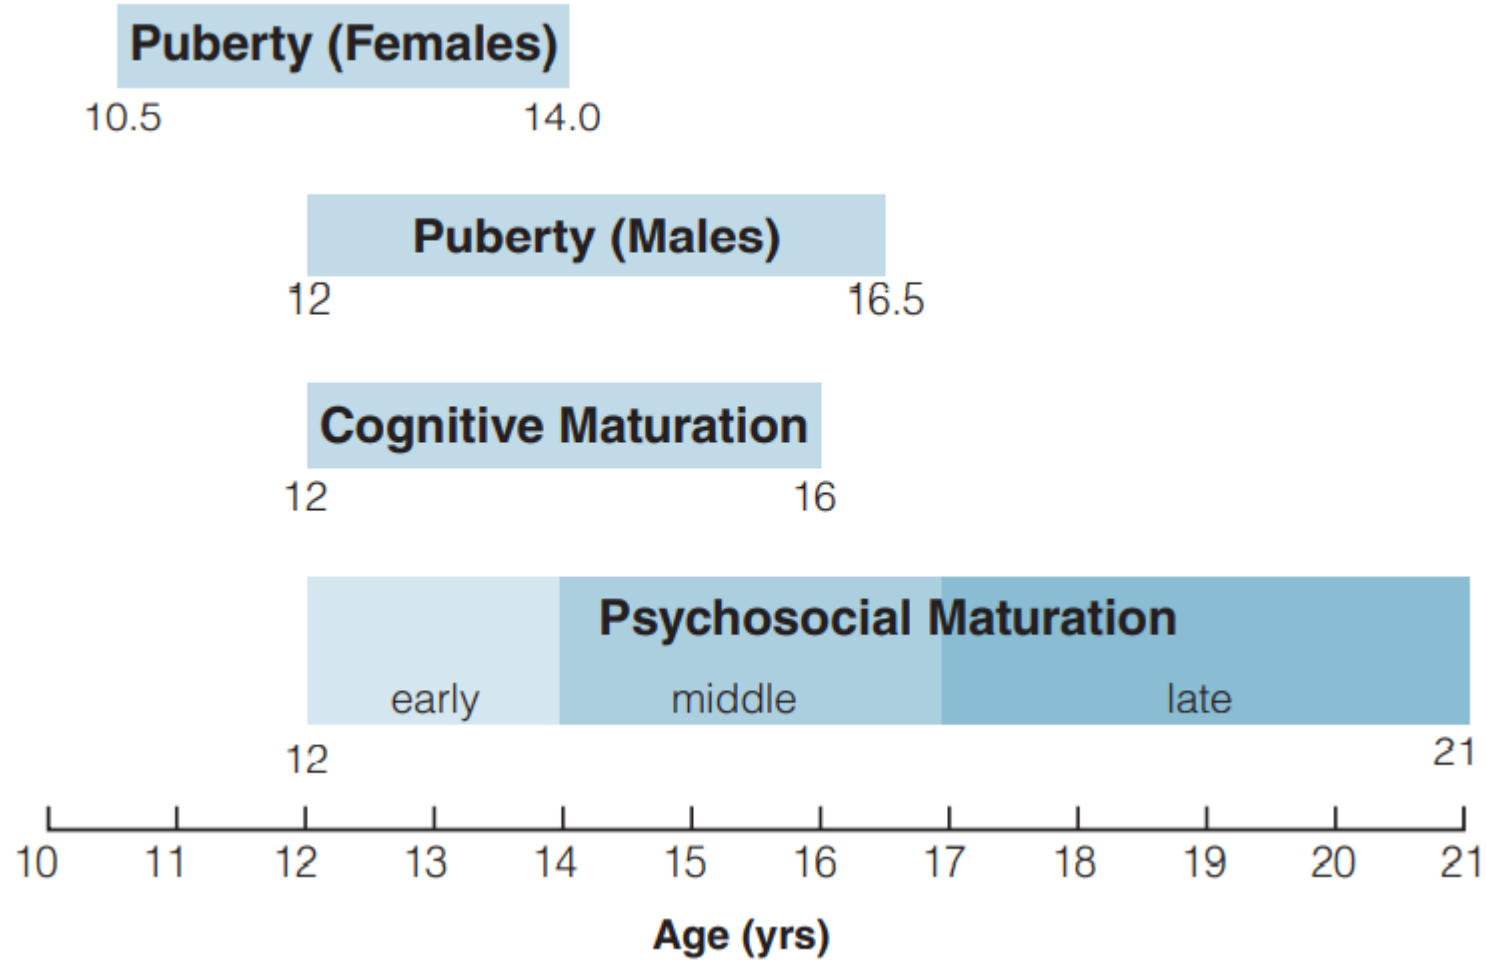 Puberty (Females)
10.5 14.0
Puberty (Males)
12 16.5
Cognitive Maturation
12 16
Psychosocial Maturation
early middle late
12 21
10 11 12 13 14 15 16 17 18 19 20 21
Age (yrs)